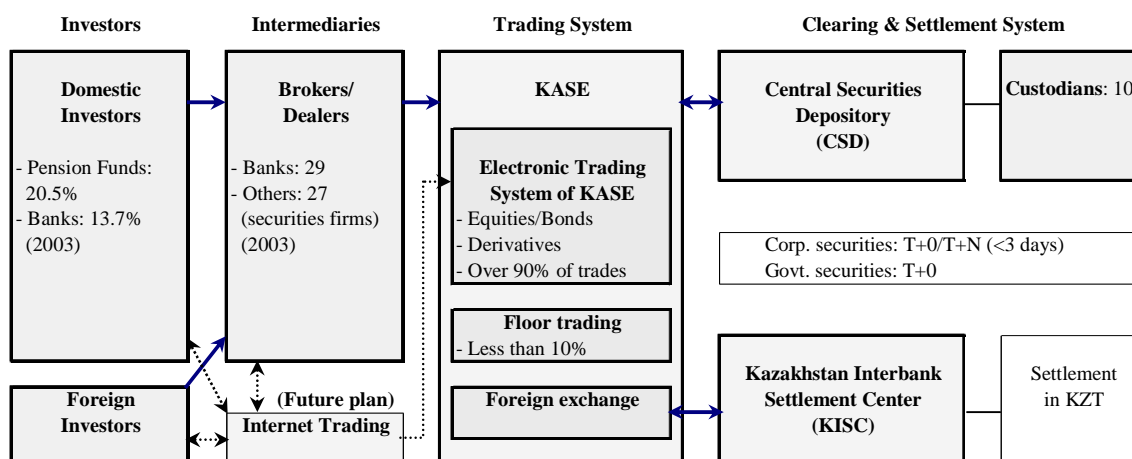 Investors
Intermediaries
Trading System
Clearing & Settlement System
Domestic
Investors
- Pension Funds:
20.5%
- Banks: 13.7%
(2003)
Foreign
Investors
Brokers/
Dealers
- Banks: 29
- Others: 27
(securities firms)
(2003)
(Future plan)
Internet Trading
KASE
Electronic Trading
System of KASE
- Equities/Bonds
- Derivatives
- Over 90% of trades
Floor trading
- Less than 10%
Foreign exchange
Central Securities
Depository
(CSD)
Custodians: 10
Corp. securities: T+0/T+N (<3 days)
Govt. securities: T+0
Kazakhstan Interbank
Settlement Center
(KISC)
Settlement
in KZT